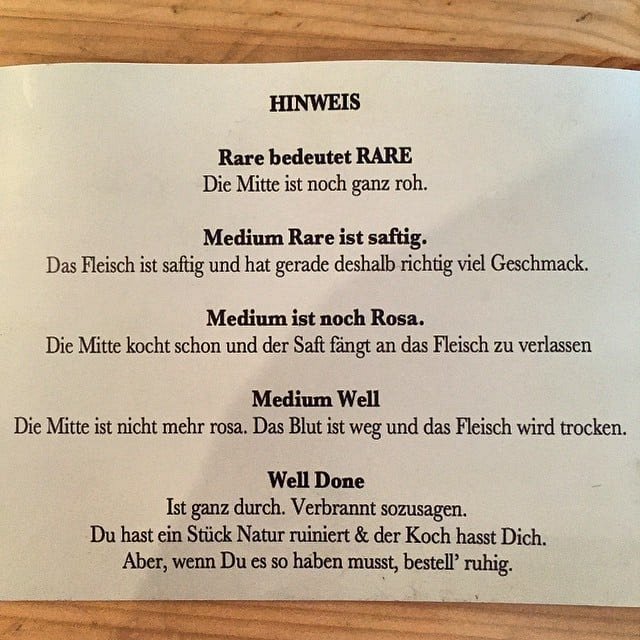 HINWEIS
Rare bedeutet RARE
Die Mitte ist noch ganz roh.
Medium Rare ist saftig.
Das Fleisch ist saftig und hat gerade deshalb richtig viel Geschmack.
Medium ist noch Rosa.
Die Mitte kocht schon und der Saft fängt an das Fleisch zu verlassen
Medium Well
Die Mitte ist nicht mehr rosa. Das Blut ist weg und das Fleisch wird trocken.
Well Done
Ist ganz durch. Verbrannt sozusagen.
Du hast ein Stück Natur ruiniert & der Koch hasst Dich.
Aber, wenn Du es so haben musst, bestell’ ruhig.